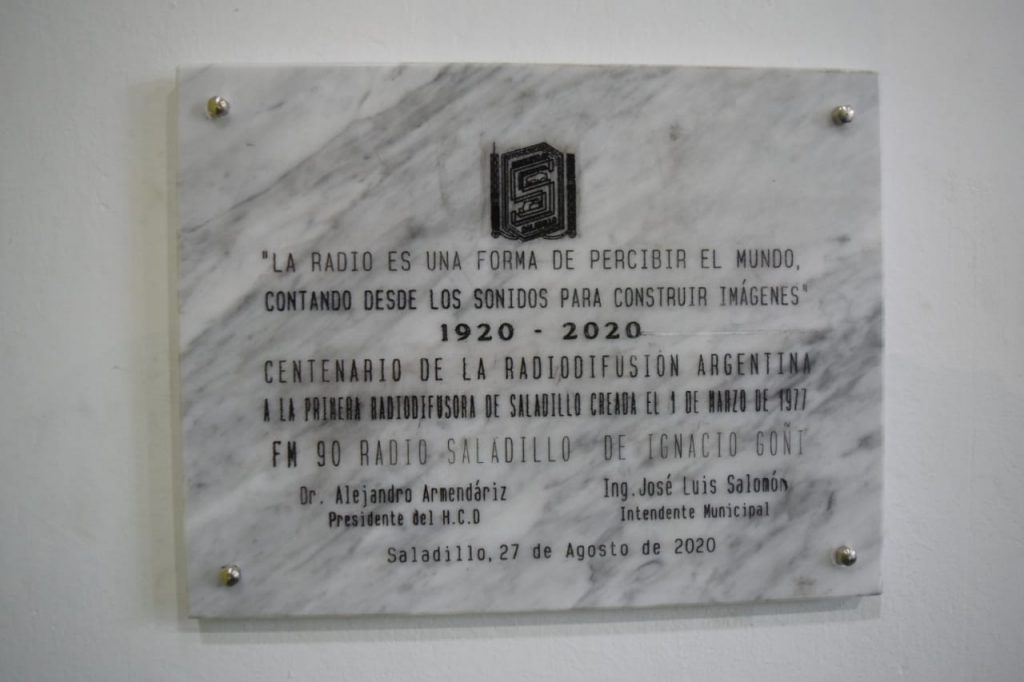 "LA RADIO ES UNA FORMA DE PERCIBIR EL MUNDO,
CONTANDO DESDE LOS SONIDOS PARA CONSTRUIR IMÁGENES"
1920 - 2020
CENTENARIO DE LA RADIODIFUSIÓN ARGENTINA
A LA PRIMERA RADIODIFUSORA DE SALADILLO CREADA EL 1 DE MARZO DE 1977
FM 90 RADIO SALADILLO DE IGNACIO GOÑI
Dr. Alejandro Armendáriz Ing. José Luis Salomón
Presidente del H.C.D Intendente Municipal
Saladillo, 27 de Agosto de 2020